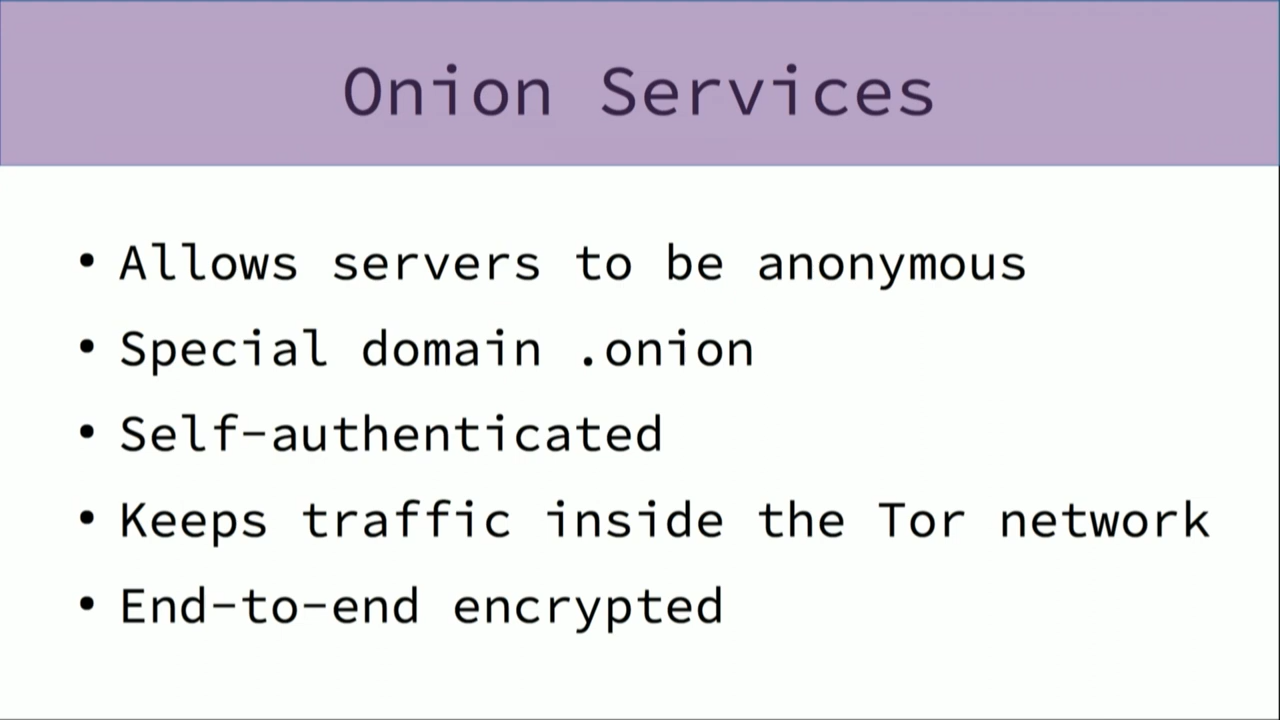 Onion Services
• Allows servers to be anonymous
• Special domain .onion
• Self-authenticated
• Keeps traffic inside the Tor network
• End-to-end encrypted